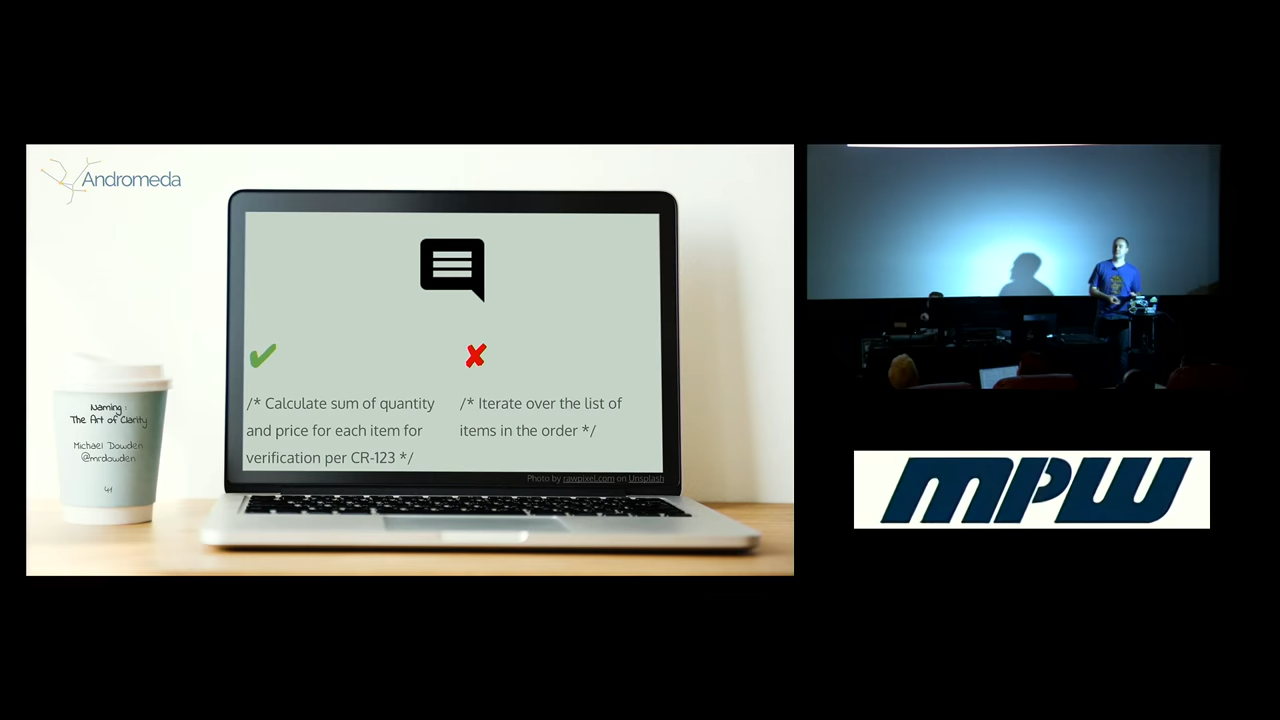 Andromeda
Naming :
The Art of Clarity
Michael Dowden
@mrdowden
41
✔
/* Calculate sum of quantity
and price for each item for
verification per CR-123 */
✘
/* Iterate over the list of
items in the order */
Photo by rawpixel.com on Unsplash
MPW